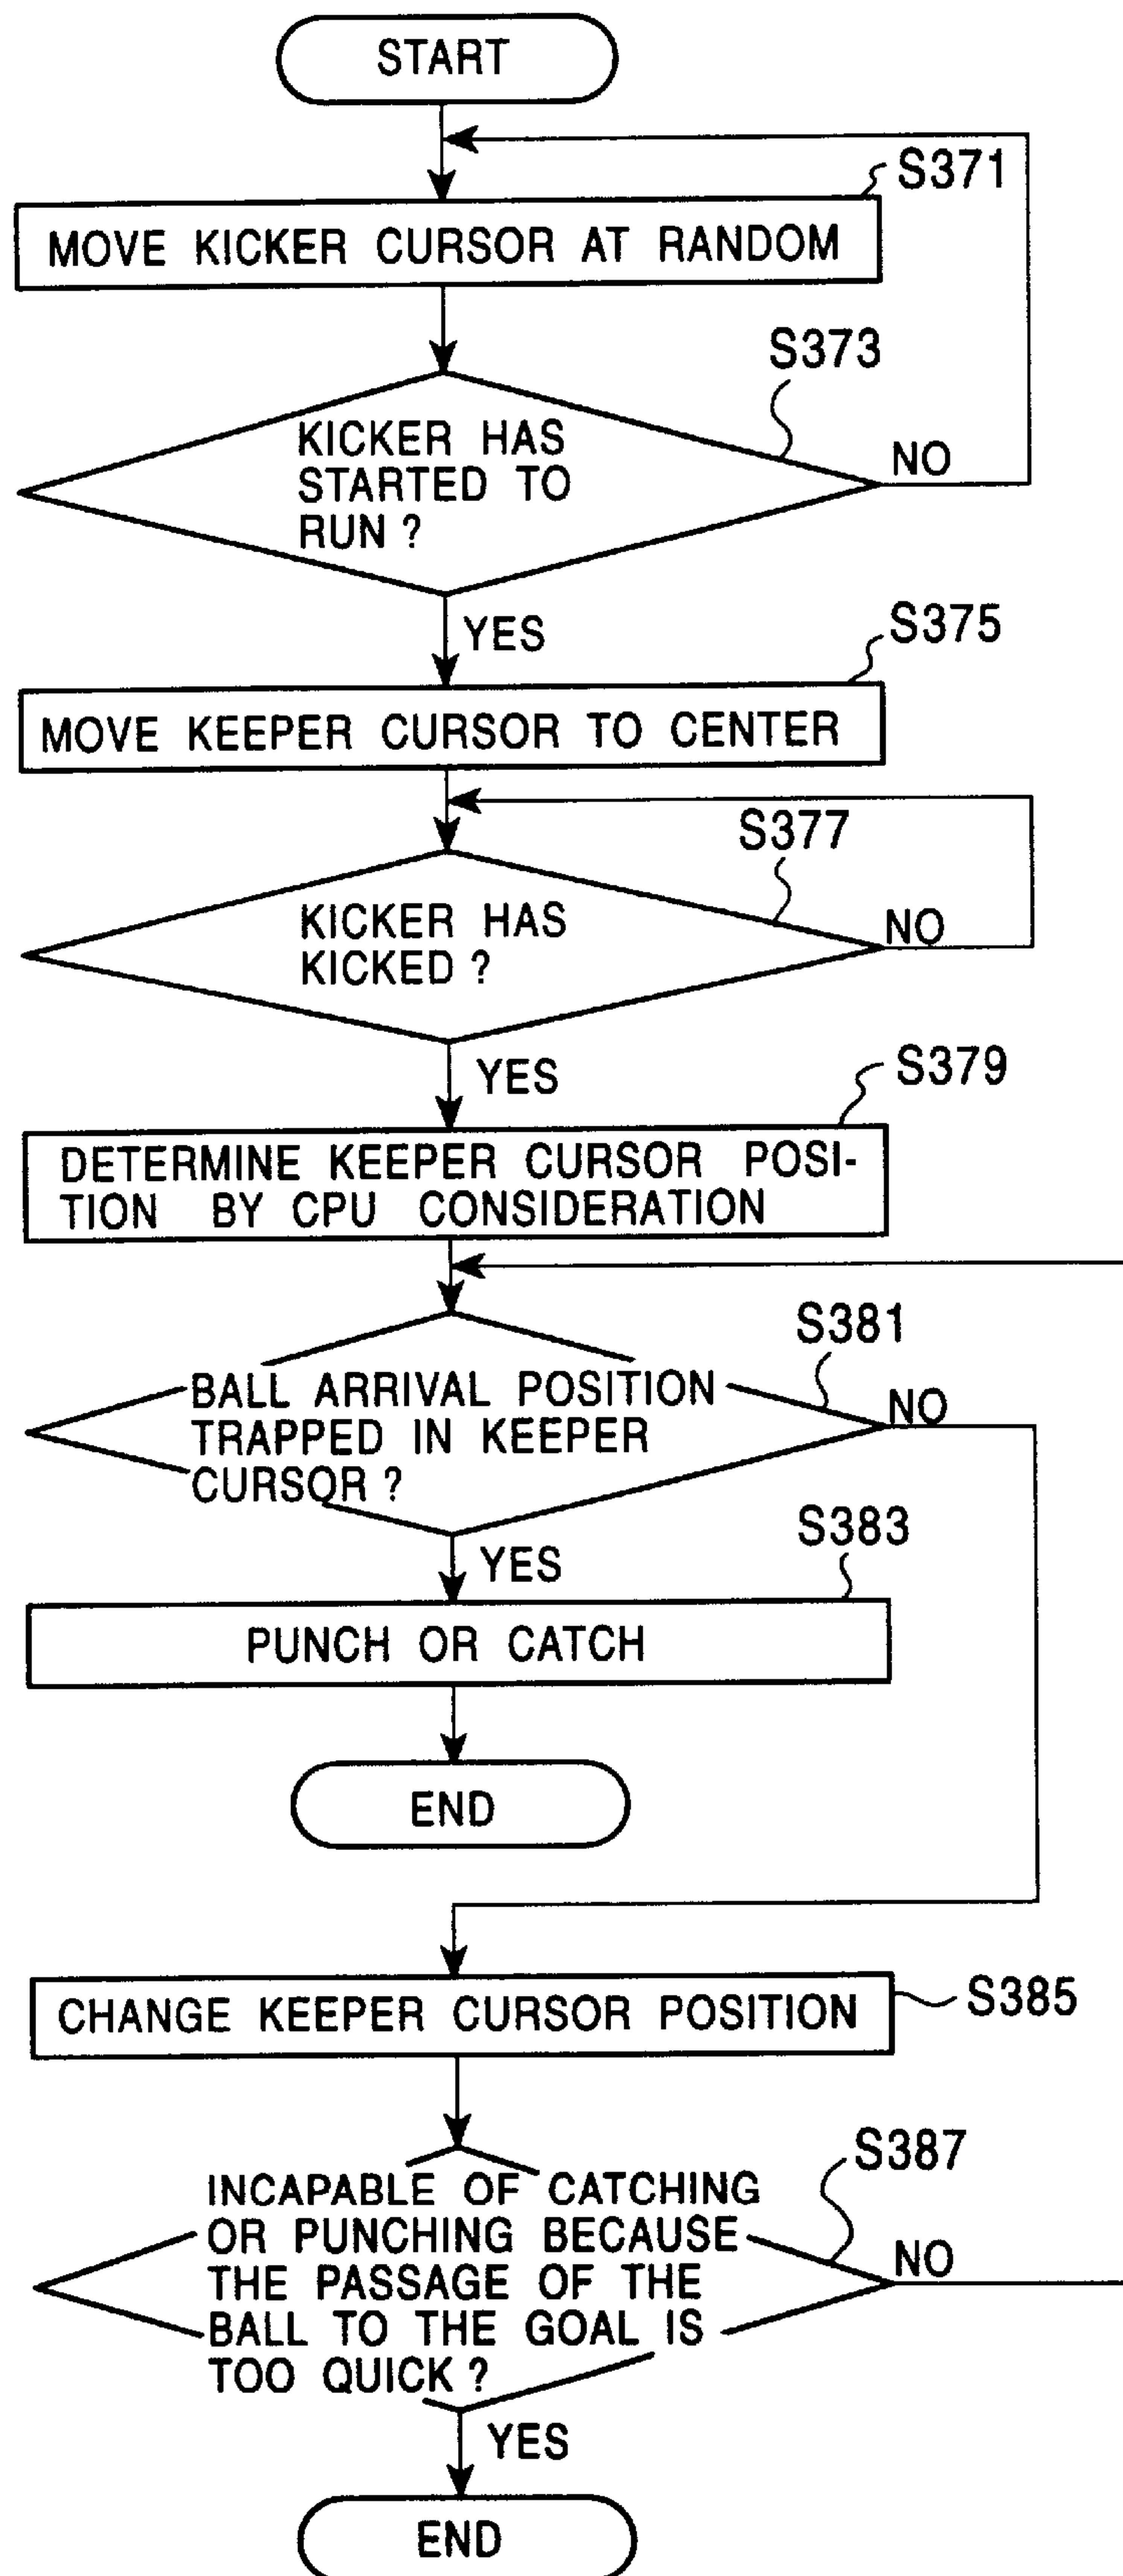 START
S371
MOVE KICKER CURSOR AT RANDOM
S373
KICKER HAS
STARTED TO
RUN ?
NO
YES
S375
MOVE KEEPER CURSOR TO CENTER
S377
KICKER HAS
KICKED ?
NO
YES
S379
DETERMINE KEEPER CURSOR POSI-
TION BY CPU CONSIDERATION
S381
BALL ARRIVAL POSITION
TRAPPED IN KEEPER
CURSOR ?
NO
YES
S383
PUNCH OR CATCH
END
CHANGE KEEPER CURSOR POSITION
S385
S387
INCAPABLE OF CATCHING
OR PUNCHING BECAUSE
THE PASSAGE OF THE
BALL TO THE GOAL IS
TOO QUICK ?
NO
YES
END